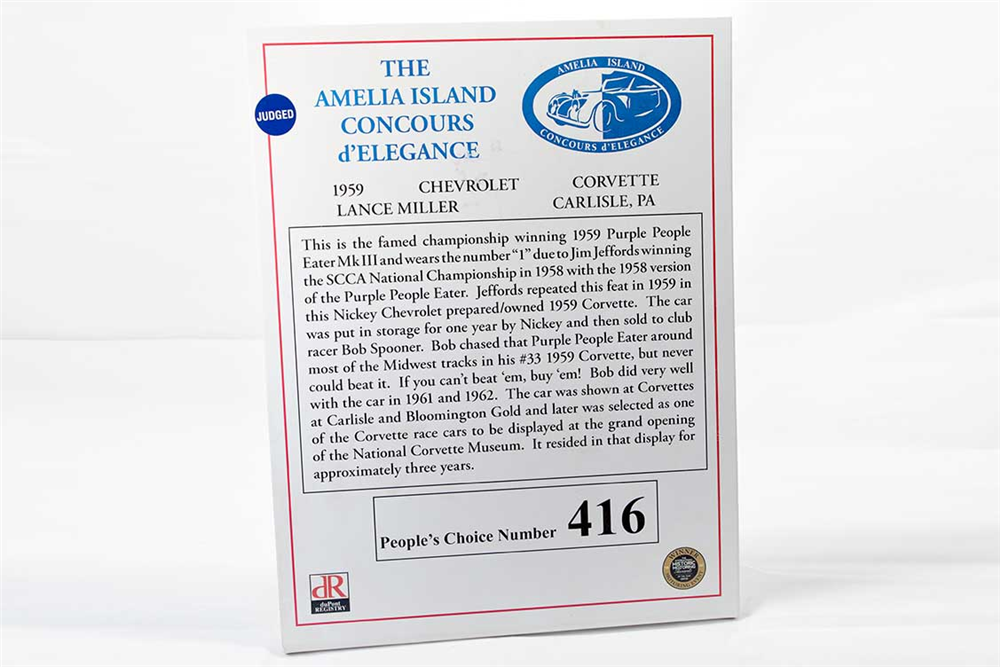 THE
AMELIA ISLAND
CONCOURS
d'ELEGANCE
AMELIA ISLAND
CONCOURS d'ELEGANCE
JUDGED
1959 CHEVROLET CORVETTE
LANCE MILLER CARLISLE, PA
This is the famed championship winning 1959 Purple People
Eater Mk III and wears the number "1" due to Jim Jeffords winning
the SCCA National Championship in 1958 with the 1958 version
of the Purple People Eater. Jeffords repeated this feat in 1959 in
this Nickey Chevrolet prepared/owned 1959 Corvette. The car
was put in storage for one year by Nickey and then sold to club
racer Bob Spooner. Bob chased that Purple People Eater around
most of the Midwest tracks in his #33 1959 Corvette, but never
could beat it. If you can't beat 'em, buy 'em! Bob did very well
with the car in 1961 and 1962. The car was shown at Corvettes
at Carlisle and Bloomington Gold and later was selected as one
of the Corvette race cars to be displayed at the grand opening
of the National Corvette Museum. It resided in that display for
approximately three years.
People's Choice Number 416
dR
duPont
REGISTRY
WINNER
HISTORIC
MOTORING